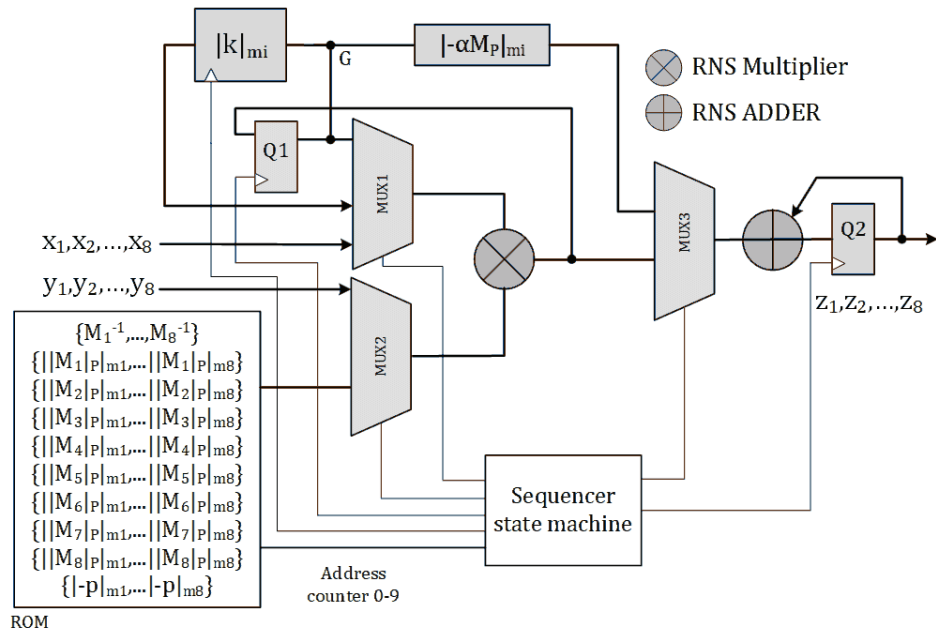 |k|mi
G
|-αMP|mi
RNS Multiplier
RNS ADDER
Q1
MUX1
MUX3
Q2
x1,x2,...,x8
y1,y2,...,y8
MUX2
z1,z2,...,z8
{M1-1,...,M8-1}
{||M1|P|m1,...||M1|P|m8}
{||M2|P|m1,...||M2|P|m8}
{||M3|P|m1,...||M3|P|m8}
{||M4|P|m1,...||M4|P|m8}
{||M5|P|m1,...||M5|P|m8}
{||M6|P|m1,...||M6|P|m8}
{||M7|P|m1,...||M7|P|m8}
{||M8|P|m1,...||M8|P|m8}
{|-p|m1,...|-p|m8}
Sequencer
state machine
Address
counter 0-9
ROM